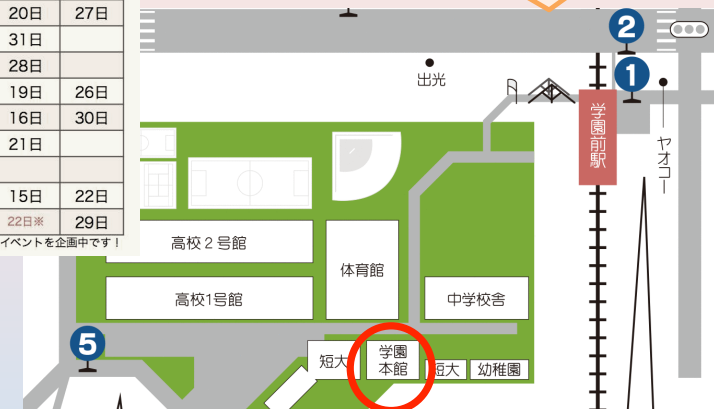 20日 27日
31日
28日
19日 26日
16日 30日
21日
15日 22日
22日※ 29日
イベントを企画中です！
2
1
出光
学園前駅
ヤオコー
高校２号館
体育館
高校1号館
中学校舎
5
短大
学園
本館
短大
幼稚園